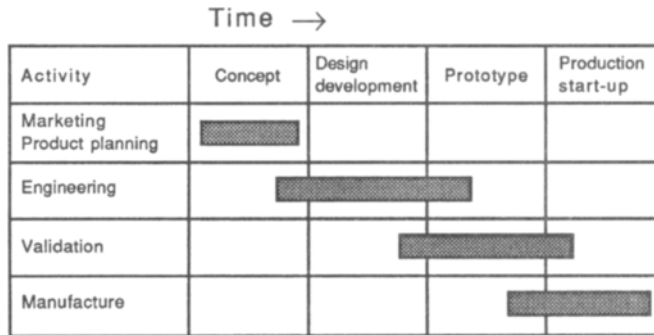 Time →
Activity
Concept
Design
development
Prototype
Production
start-up
Marketing
Product planning
Engineering
Validation
Manufacture